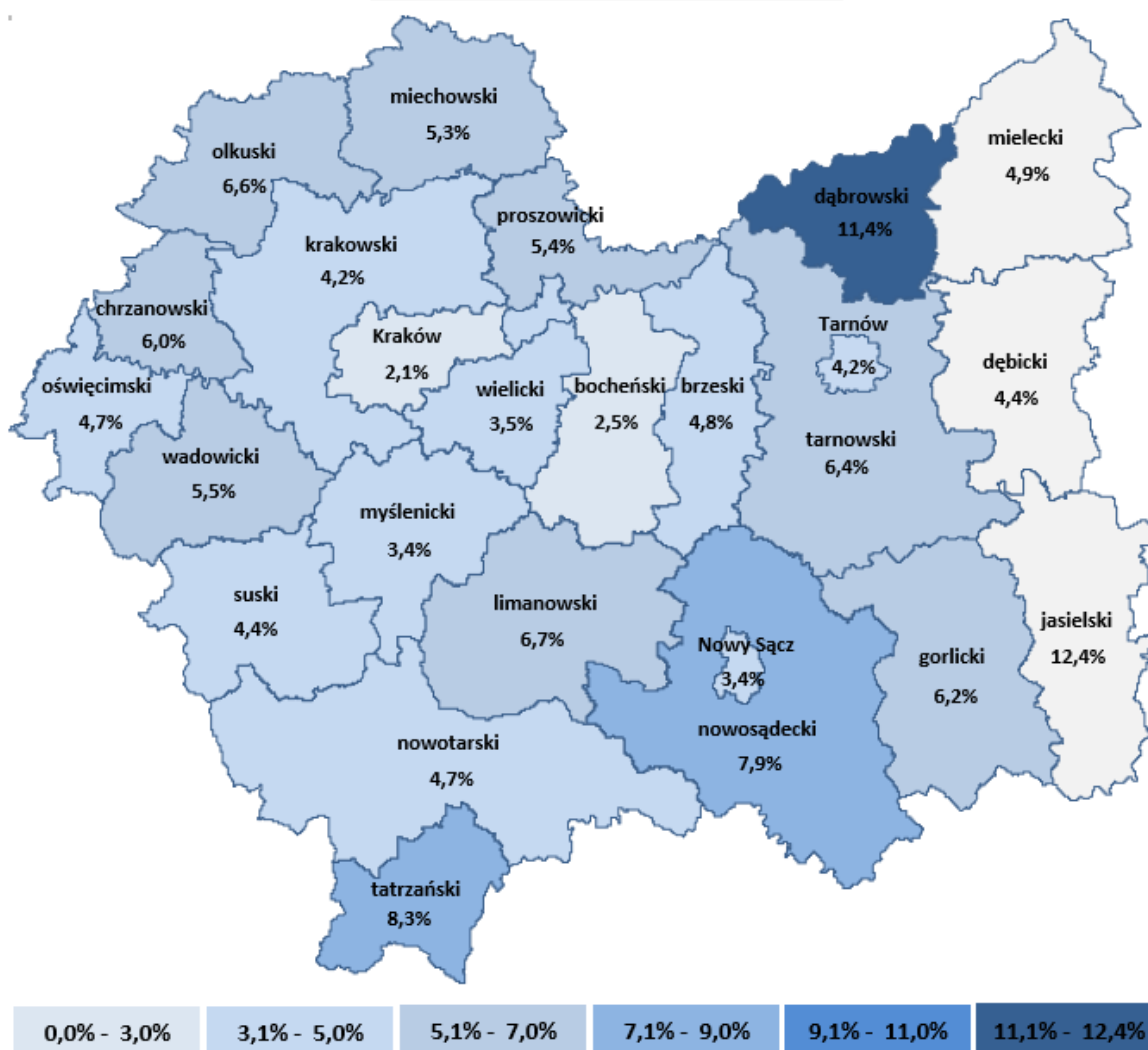 miechowski
5,3%
olkuski
6,6%
mielecki
4,9%
dąbrowski
11,4%
proszowicki
5,4%
krakowski
4,2%
chrzanowski
6,0%
Kraków
2,1%
Tarnów
4,2%
dębicki
4,4%
oświęcimski
4,7%
wielicki
3,5%
bocheński
2,5%
brzeski
4,8%
tarnowski
6,4%
wadowicki
5,5%
myślenicki
3,4%
suski
4,4%
limanowski
6,7%
Nowy Sącz
3,4%
gorlicki
6,2%
jasielski
12,4%
nowosądecki
7,9%
nowotarski
4,7%
tatrzański
8,3%
0,0% - 3,0% 3,1% - 5,0% 5,1% - 7,0% 7,1% - 9,0% 9,1% - 11,0% 11,1% - 12,4%